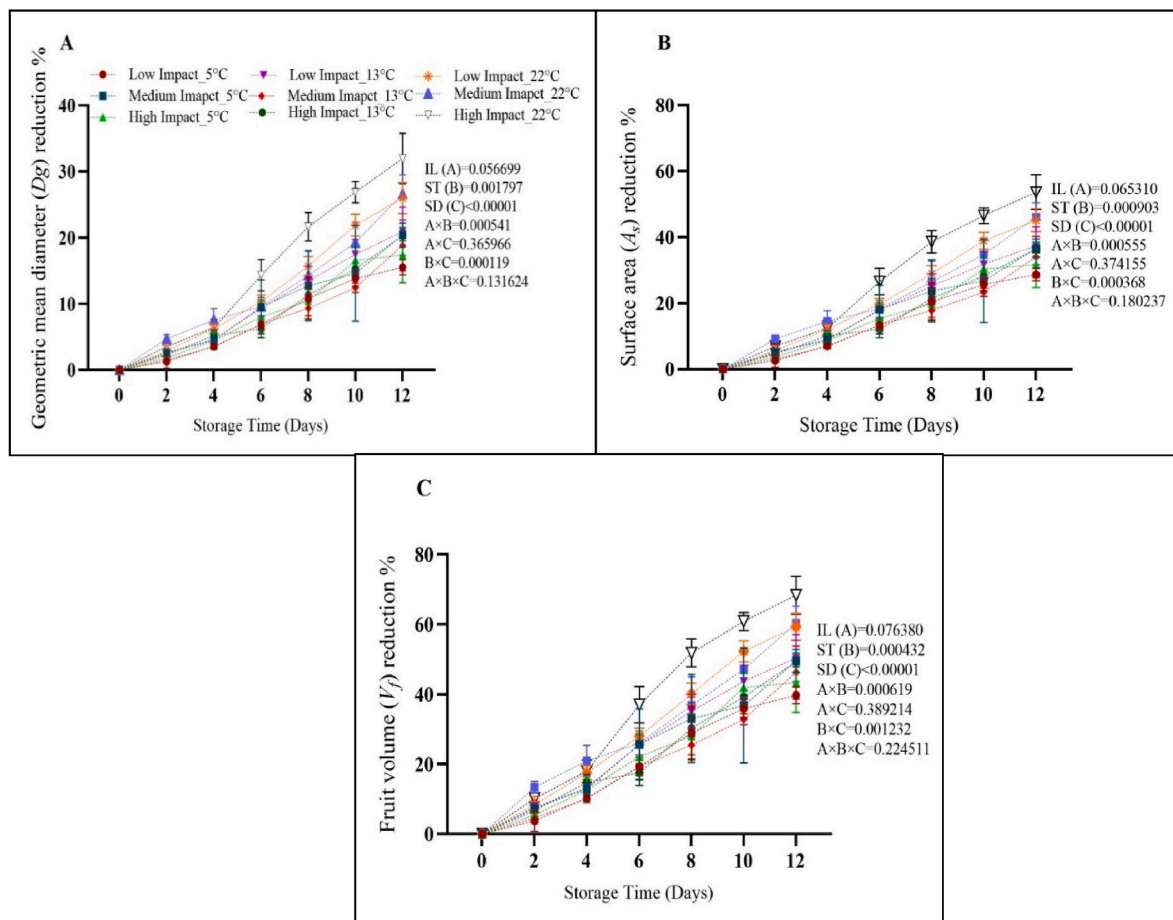 A
Low Impact_5°C
Low Impact_13°C
Low Impact_22°C
Medium Imapct_5°C
Medium Imapct_13°C
Medium Imapct_22°C
High Impact_5°C
High Impact_13°C
High Impact_22°C
Geometric mean diameter (Dg) reduction %
40
30
20
10
0
IL (A)=0.056699
ST (B)=0.001797
SD (C)<0.00001
A×B=0.000541
A×C=0.365966
B×C=0.000119
A×B×C=0.131624
0 2 4 6 8 10 12
Storage Time (Days)
B
Surface area (As) reduction %
80
60
40
20
0
IL (A)=0.065310
ST (B)=0.000903
SD (C)<0.00001
A×B=0.000555
A×C=0.374155
B×C=0.000368
A×B×C=0.180237
0 2 4 6 8 10 12
Storage Time (Days)
C
Fruit volume (Vf) reduction %
80
60
40
20
0
IL (A)=0.076380
ST (B)=0.000432
SD (C)<0.00001
A×B=0.000619
A×C=0.389214
B×C=0.001232
A×B×C=0.224511
0 2 4 6 8 10 12
Storage Time (Days)